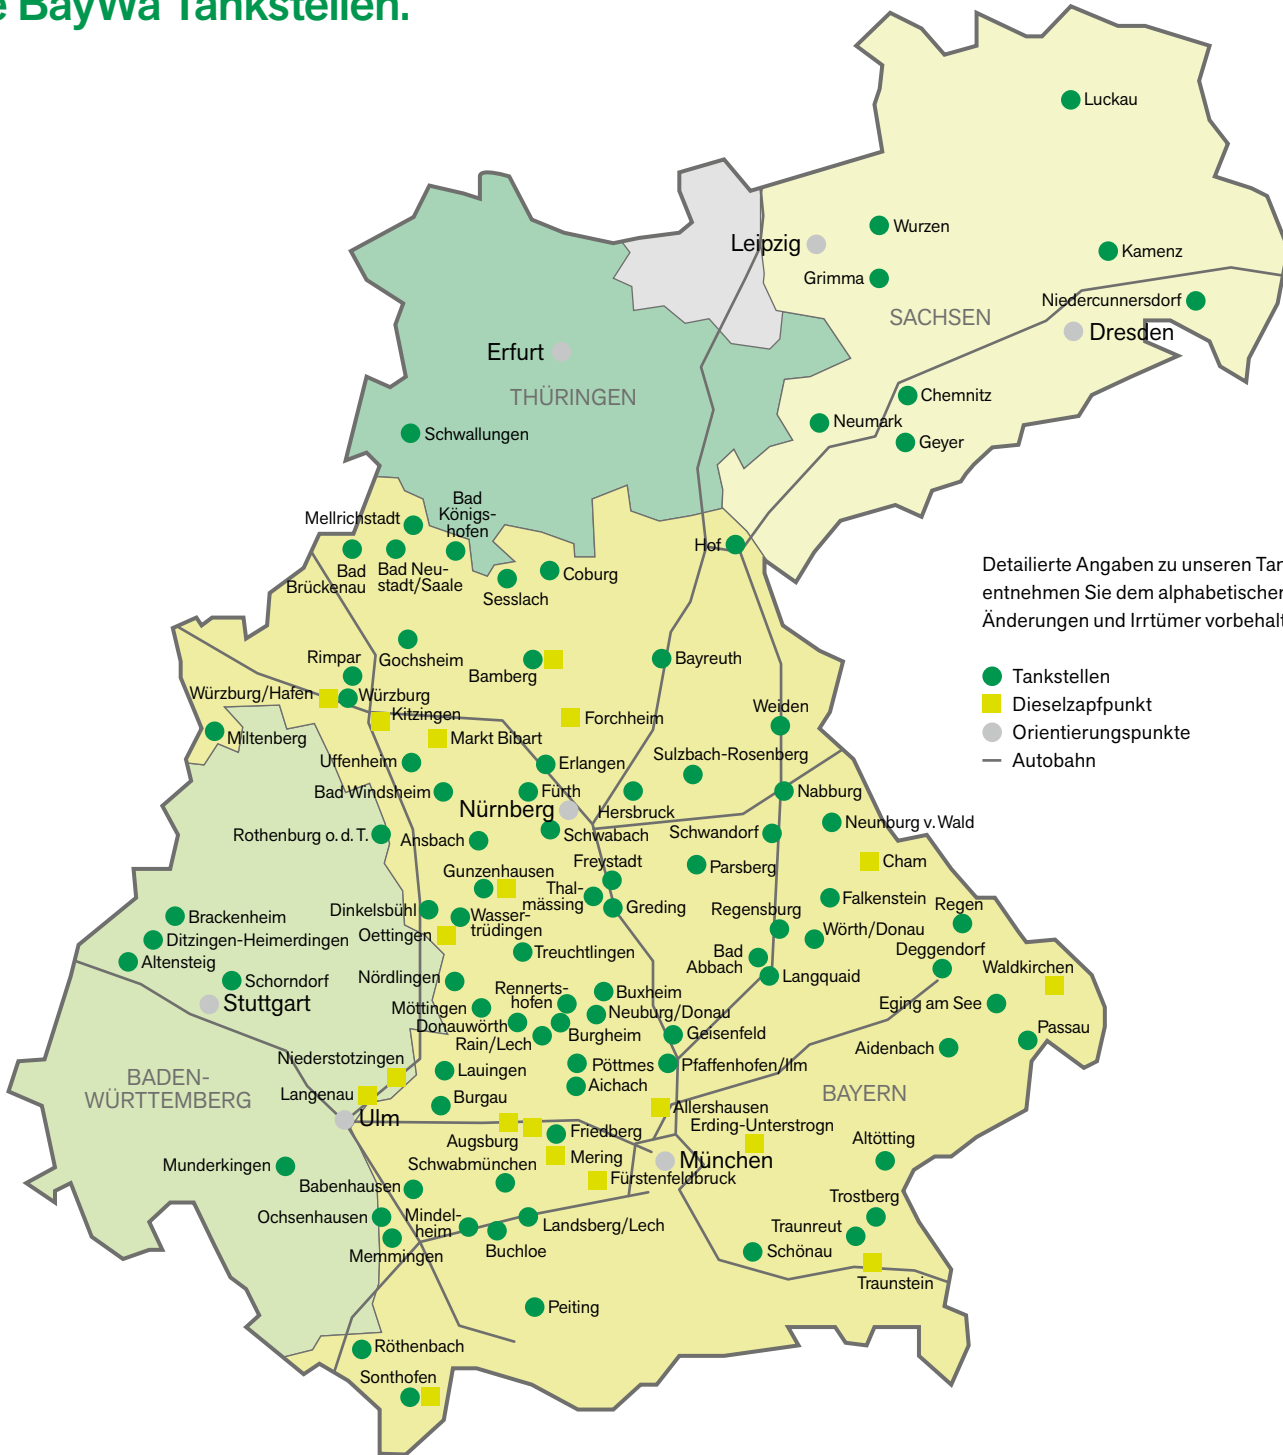 e BayWa Tankstellen.
Luckau
Wurzen
Leipzig
Kamenz
Grimma
Niedercunnersdorf
SACHSEN
Dresden
Erfurt
THÜRINGEN
Chemnitz
Neumark
Schwallungen
Geyer
Bad
Königs-
hofen
Mellrichstadt
Hof
Bad
Brückenau
Bad Neu-
stadt/Saale
Coburg
Sesslach
Detailierte Angaben zu unseren Tan
entnehmen Sie dem alphabetischen
Änderungen und Irrtümer vorbehalt
Tankstellen
Dieselzapfpunkt
Orientierungspunkte
Autobahn
Rimpar
Gochsheim
Bamberg
Bayreuth
Würzburg/Hafen
Würzburg
Kitzingen
Forchheim
Weiden
Miltenberg
Markt Bibart
Uffenheim
Erlangen
Sulzbach-Rosenberg
Bad Windsheim
Fürth
Nabburg
Nürnberg
Hersbruck
Rothenburg o. d. T.
Ansbach
Schwabach
Schwandorf
Neunburg v. Wald
Freystadt
Parsberg
Cham
Gunzenhausen
Thal-
mässing
Greding
Falkenstein
Regen
Dinkelsbühl
Wasser-
trüdingen
Regensburg
Wörth/Donau
Brackenheim
Oettingen
Ditzingen-Heimerdingen
Treuchtlingen
Deggendorf
Altensteig
Bad
Abbach
Langquaid
Waldkirchen
Schorndorf
Nördlingen
Stuttgart
Rennerts-
hofen
Buxheim
Möttingen
Neuburg/Donau
Eging am See
Donauwörth
Burgheim
Rain/Lech
Geisenfeld
Passau
Aidenbach
Niederstotzingen
Lauingen
Pöttmes
Pfaffenhofen/Ilm
BADEN-
WÜRTTEMBERG
Aichach
Langenau
Burgau
BAYERN
Allershausen
Ulm
Erding-Unterstrogn
Augsburg
Friedberg
Altötting
Mering
München
Munderkingen
Schwabmünchen
Fürstenfeldbruck
Babenhausen
Trostberg
Ochsenhausen
Mindel-
heim
Landsberg/Lech
Traunreut
Memmingen
Buchloe
Schönau
Traunstein
Peiting
Röthenbach
Sonthofen